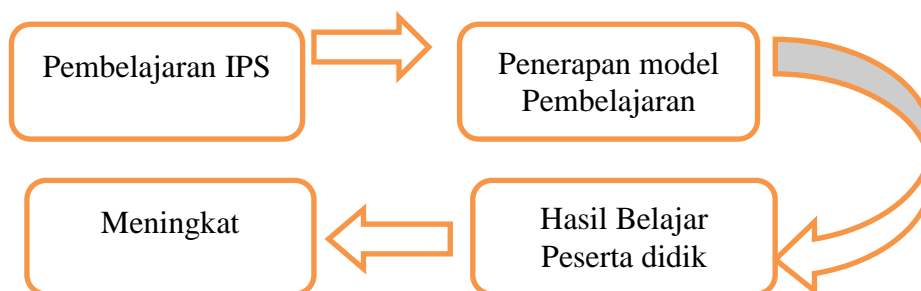 Pembelajaran IPS
Penerapan model
Pembelajaran
Hasil Belajar
Peserta didik
Meningkat